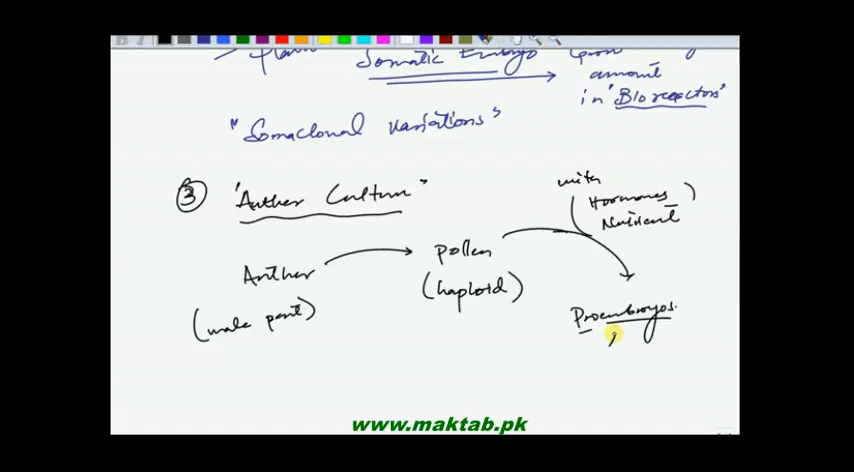 Somatic Embryo
amount
in "Bioreactors"
"Somaclonal Variations"
③ "Anther Culture"
with
Hormones )
Nutrient
Anther
pollen
(male part)
(haploid)
Proembryos.
www.maktab.pk